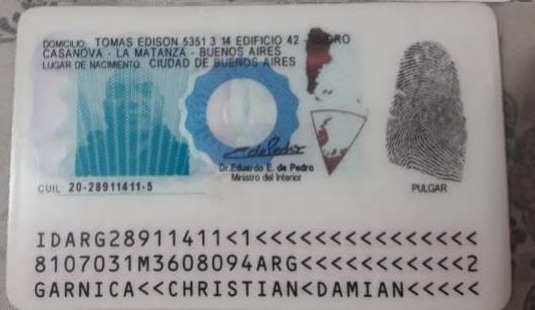 DOMICILIO: TOMAS EDISON 5351 3 14 EDIFICIO 42 -
CASANOVA - LA MATANZA - BUENOS AIRES
LUGAR DE NACIMIENTO: CIUDAD DE BUENOS AIRES
Dr. Eduardo E. de Pedro
Ministro del Interior
CUIL: 20-28911411-5
PULGAR
IDARG28911411<1<<<<<<<<<<<<<<<
8107031M3608094ARG<<<<<<<<<<<2
GARNICA<<CHRISTIAN<DAMIAN<<<<<